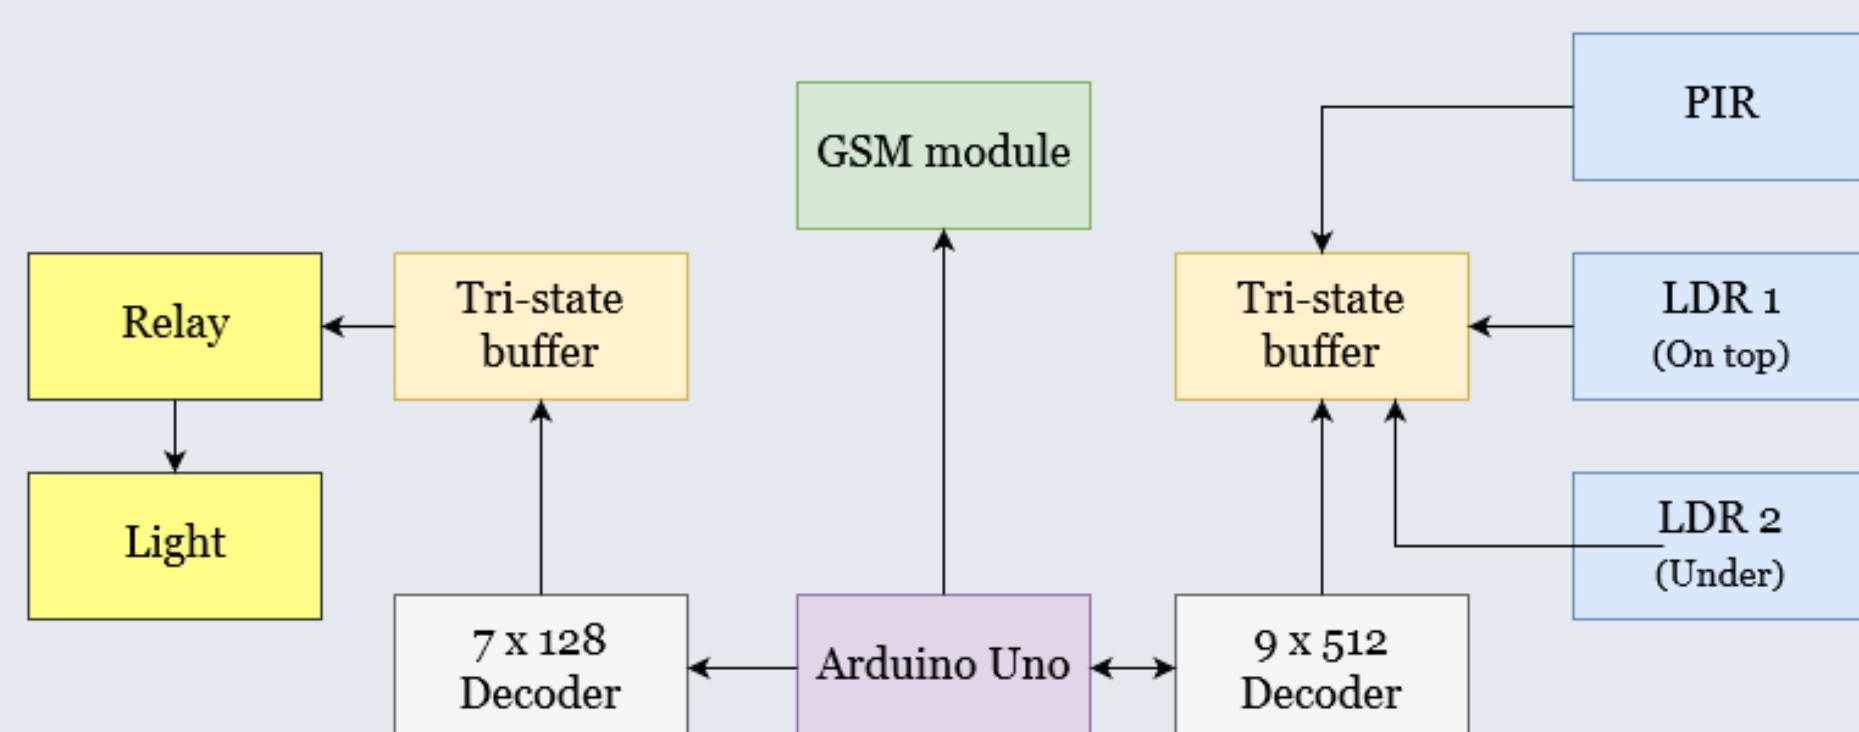 PIR
GSM module
Relay
Tri-state
buffer
Tri-state
buffer
LDR 1
(On top)
Light
LDR 2
(Under)
7 x 128
Decoder
Arduino Uno
9 x 512
Decoder